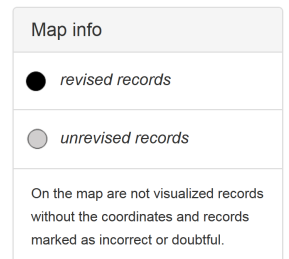 Map info
revised records
unrevised records
On the map are not visualized records
without the coordinates and records
marked as incorrect or doubtful.